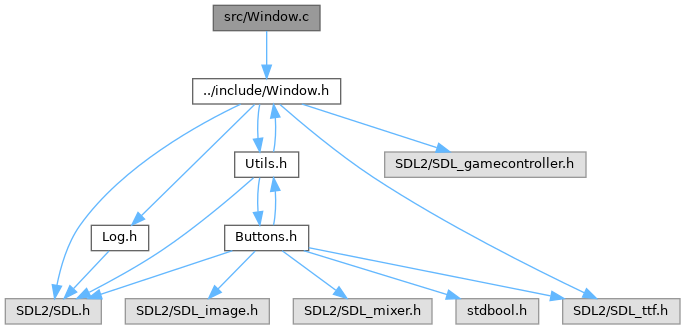 src/Window.c
../include/Window.h
Utils.h
SDL2/SDL_gamecontroller.h
Log.h
Buttons.h
SDL2/SDL.h
SDL2/SDL_image.h
SDL2/SDL_mixer.h
stdbool.h
SDL2/SDL_ttf.h